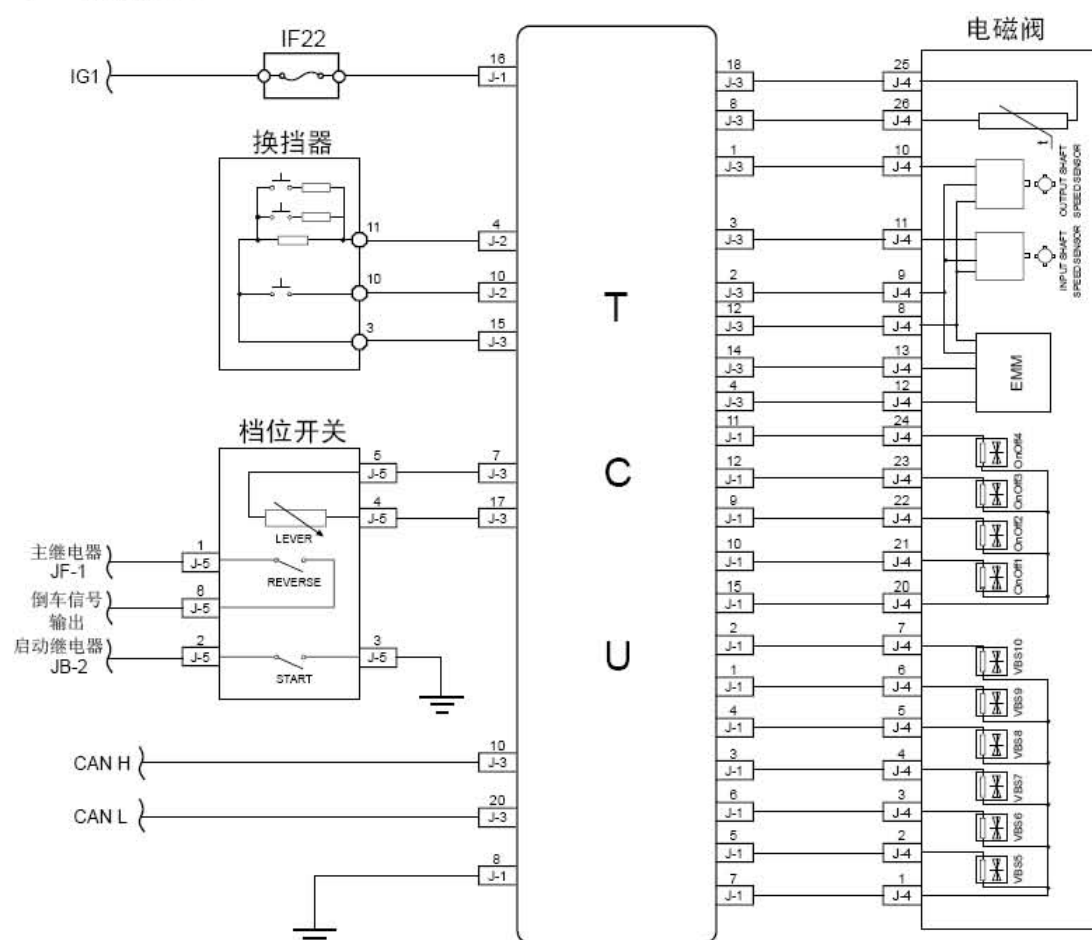 电磁阀
IF22
IG1
16
J-1
18
J-3
25
J-4
8
J-3
26
J-4
t
换挡器
1
J-3
10
J-4
OUTPUT SHAFT
SPEED SENSOR
11
4
J-2
3
J-3
11
J-4
INPUT SHAFT
SPEED SENSOR
10
10
J-2
2
J-3
9
J-4
3
15
J-3
12
J-3
8
J-4
T
C
U
14
J-3
13
J-4
EMM
4
J-3
12
J-4
档位开关
11
J-1
24
J-4
OnOff4
5
J-5
7
J-3
12
J-1
23
J-4
OnOff3
4
J-5
17
J-3
9
J-1
22
J-4
OnOff2
LEVER
主继电器
JF-1
1
J-5
REVERSE
10
J-1
21
J-4
OnOff1
倒车信号
输出
J-5
15
J-1
20
J-4
启动继电器
JB-2
2
J-5
START
3
J-5
2
J-1
7
J-4
VBS10
1
J-1
6
J-4
VBS9
4
J-1
5
J-4
VBS8
CAN H
10
J-3
3
J-1
4
J-4
VBS7
CAN L
20
J-3
6
J-1
3
J-4
VBS6
5
J-1
2
J-4
VBS5
8
J-1
7
J-1
1
J-4